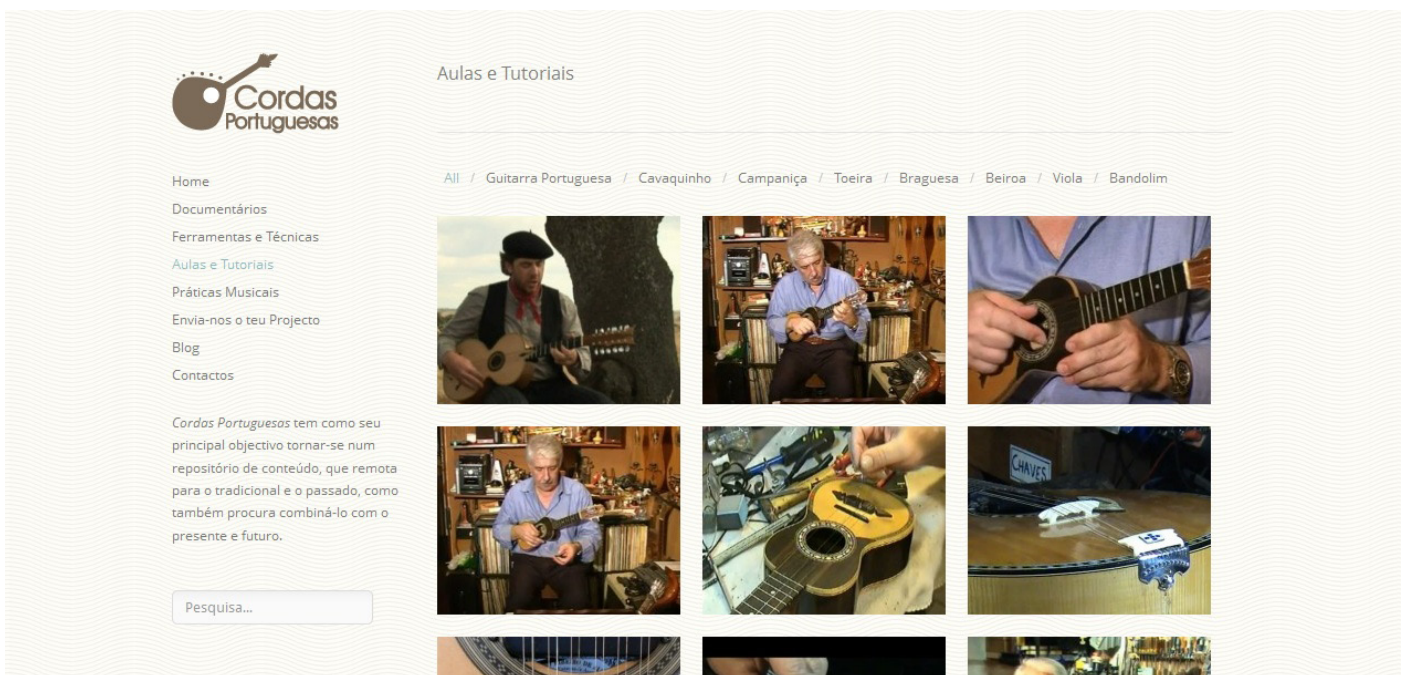 Cordas
Portuguesas
Home
Documentários
Ferramentas e Técnicas
Aulas e Tutoriais
Práticas Musicais
Envia-nos o teu Projecto
Blog
Contactos
Cordas Portuguesas tem como seu
principal objectivo tornar-se num
repositório de conteúdo, que remota
para o tradicional e o passado, como
também procura combiná-lo com o
presente e futuro.
Pesquisa...
Aulas e Tutoriais
All / Guitarra Portuguesa / Cavaquinho / Campaniça / Toeira / Braguesa / Beiroa / Viola / Bandolim
CHAVES